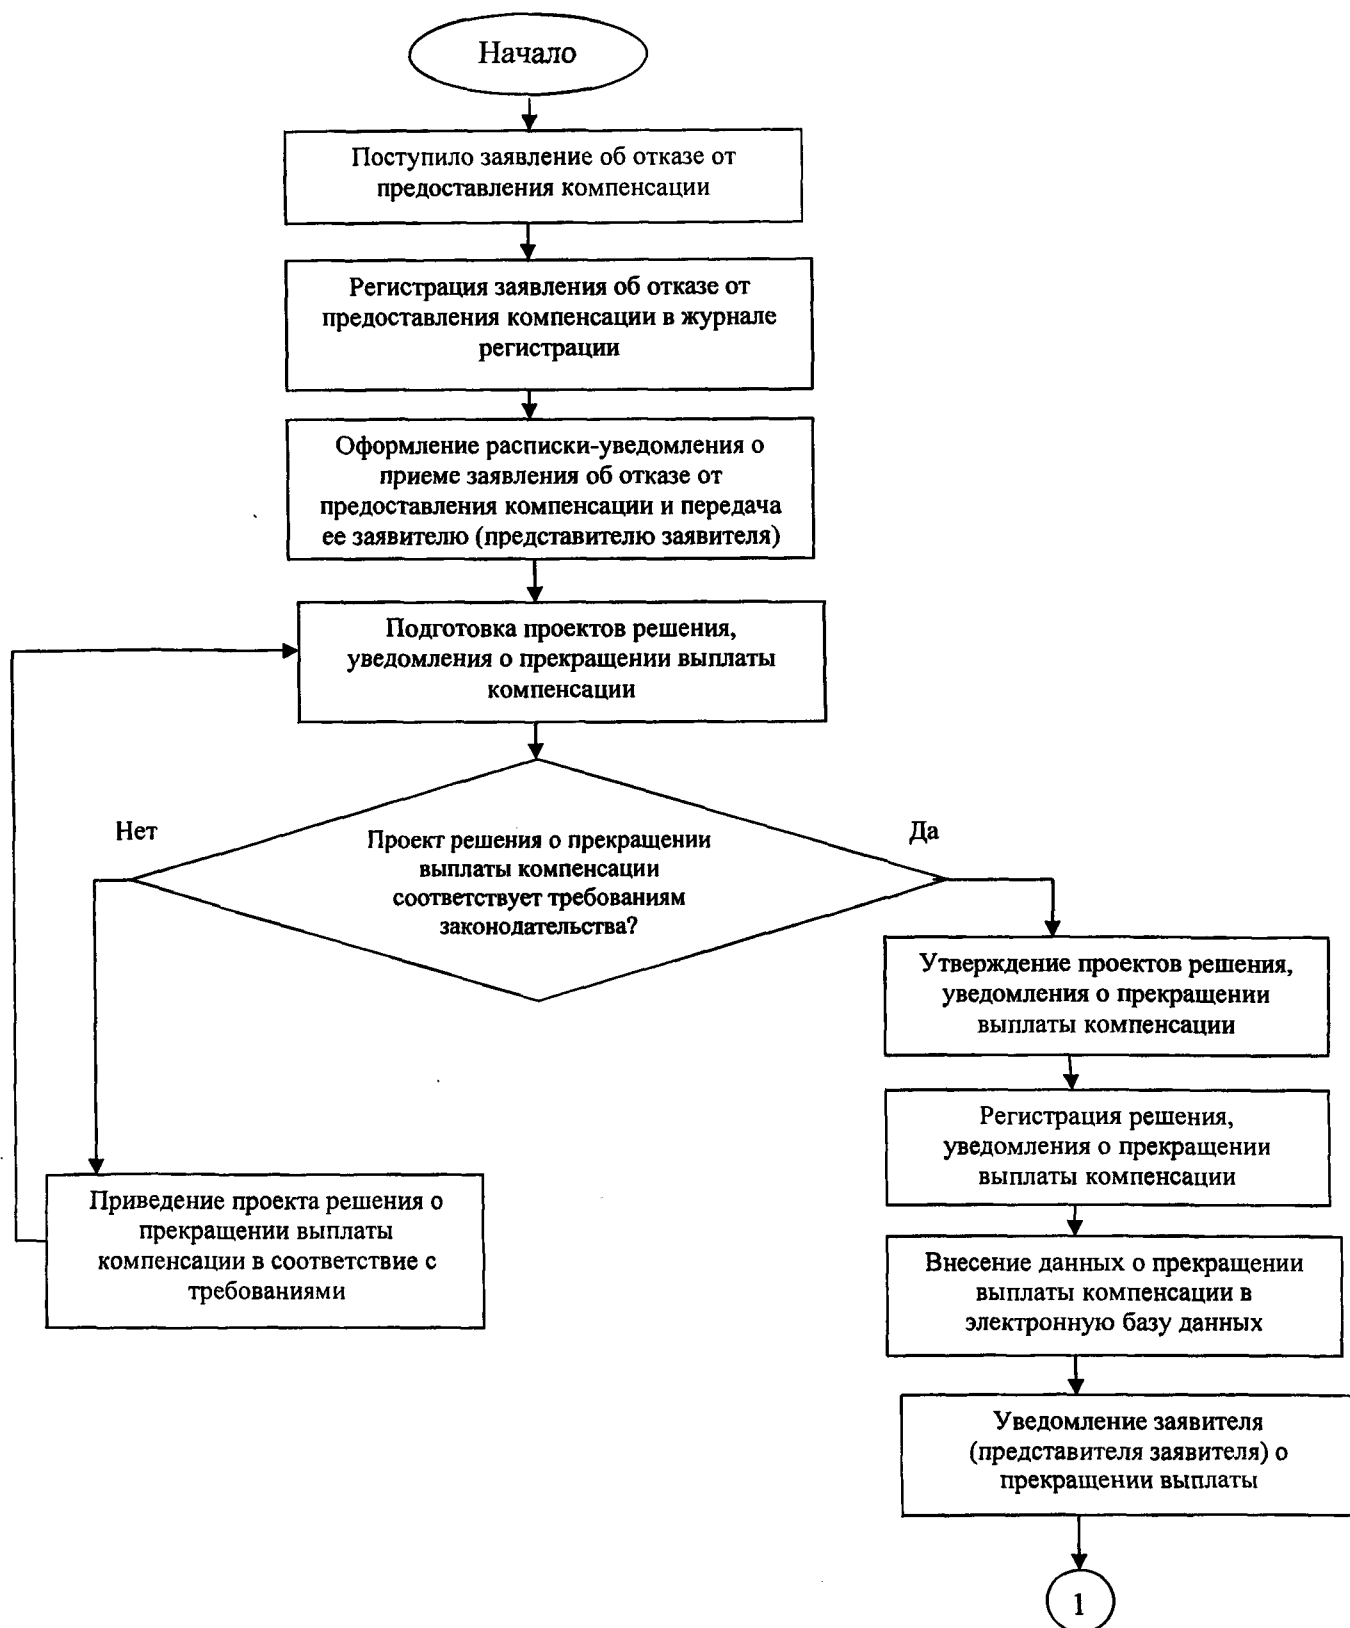 Начало
Поступило заявление об отказе от
предоставления компенсации
Регистрация заявления об отказе от
предоставления компенсации в журнале
регистрации
Оформление расписки-уведомления о
приеме заявления об отказе от
предоставления компенсации и передача
ее заявителю (представителю заявителя)
Подготовка проектов решения,
уведомления о прекращении выплаты
компенсации
Нет
Да
Проект решения о прекращении
выплаты компенсации
соответствует требованиям
законодательства?
Утверждение проектов решения,
уведомления о прекращении
выплаты компенсации
Регистрация решения,
уведомления о прекращении
выплаты компенсации
Приведение проекта решения о
прекращении выплаты
компенсации в соответствие с
требованиями
Внесение данных о прекращении
выплаты компенсации в
электронную базу данных
Уведомление заявителя
(представителя заявителя) о
прекращении выплаты
1